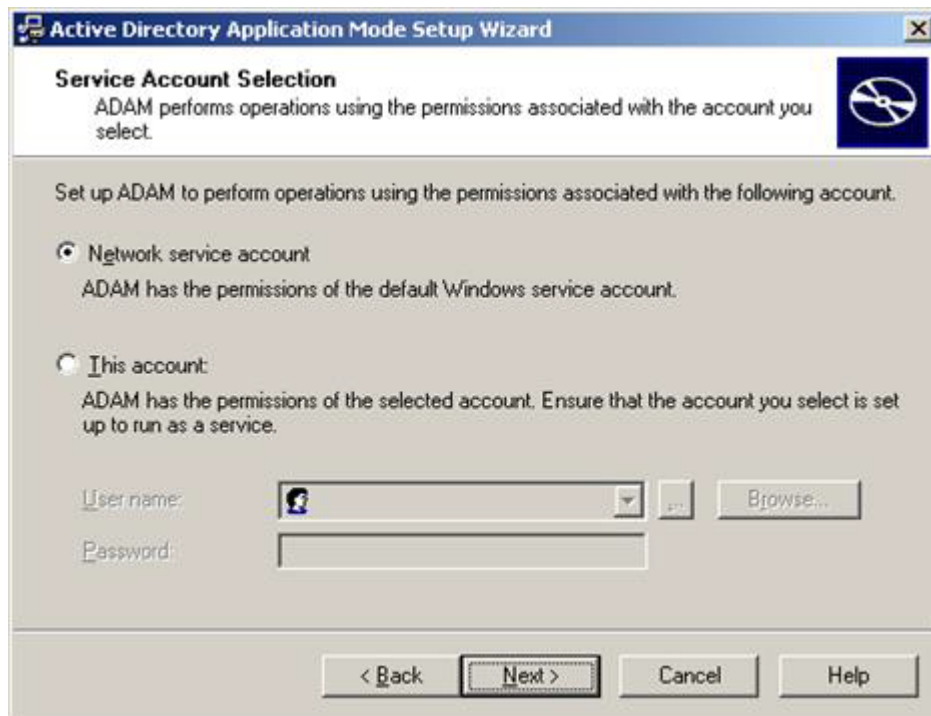 Active Directory Application Mode Setup Wizard
Service Account Selection
ADAM performs operations using the permissions associated with the account you
select.
Set up ADAM to perform operations using the permissions associated with the following account.
Network service account
ADAM has the permissions of the default Windows service account.
This account:
ADAM has the permissions of the selected account. Ensure that the account you select is set
up to run as a service.
User name:
...
Browse...
Password:
< Back
Next >
Cancel
Help